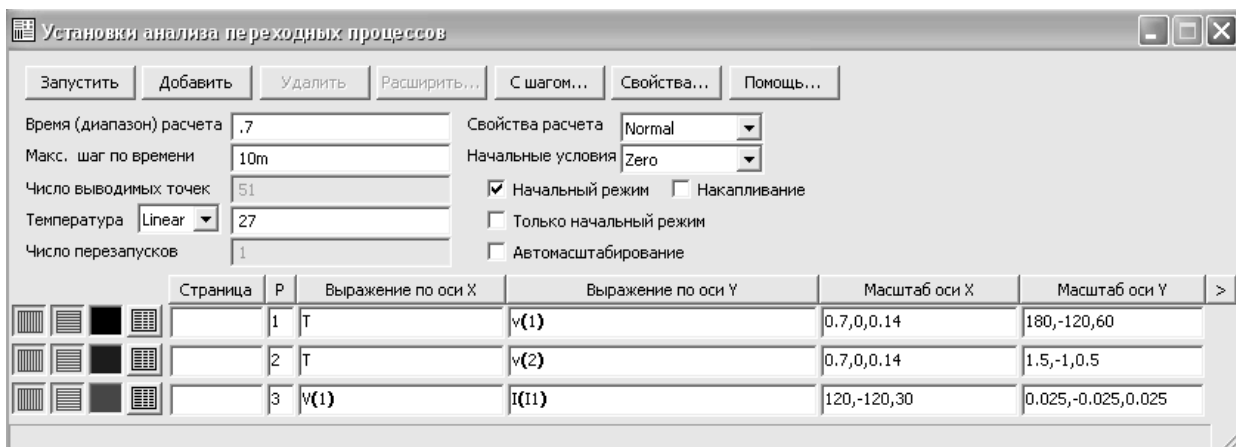 Установки анализа переходных процессов
Запустить Добавить Удалить Расширить... С шагом... Свойства... Помощь...
Время (диапазон) расчета .7 Свойства расчета Normal
Макс. шаг по времени 10m Начальные условия Zero
Число выводимых точек 51 Начальный режим Накапливание
Температура Linear 27 Только начальный режим
Число перезапусков 1 Автомасштабирование
Страница P Выражение по оси X Выражение по оси Y Масштаб оси X Масштаб оси Y >
1 T v(1) 0.7,0,0.14 180,-120,60
2 T v(2) 0.7,0,0.14 1.5,-1,0.5
3 V(1) I(I1) 120,-120,30 0.025,-0.025,0.025